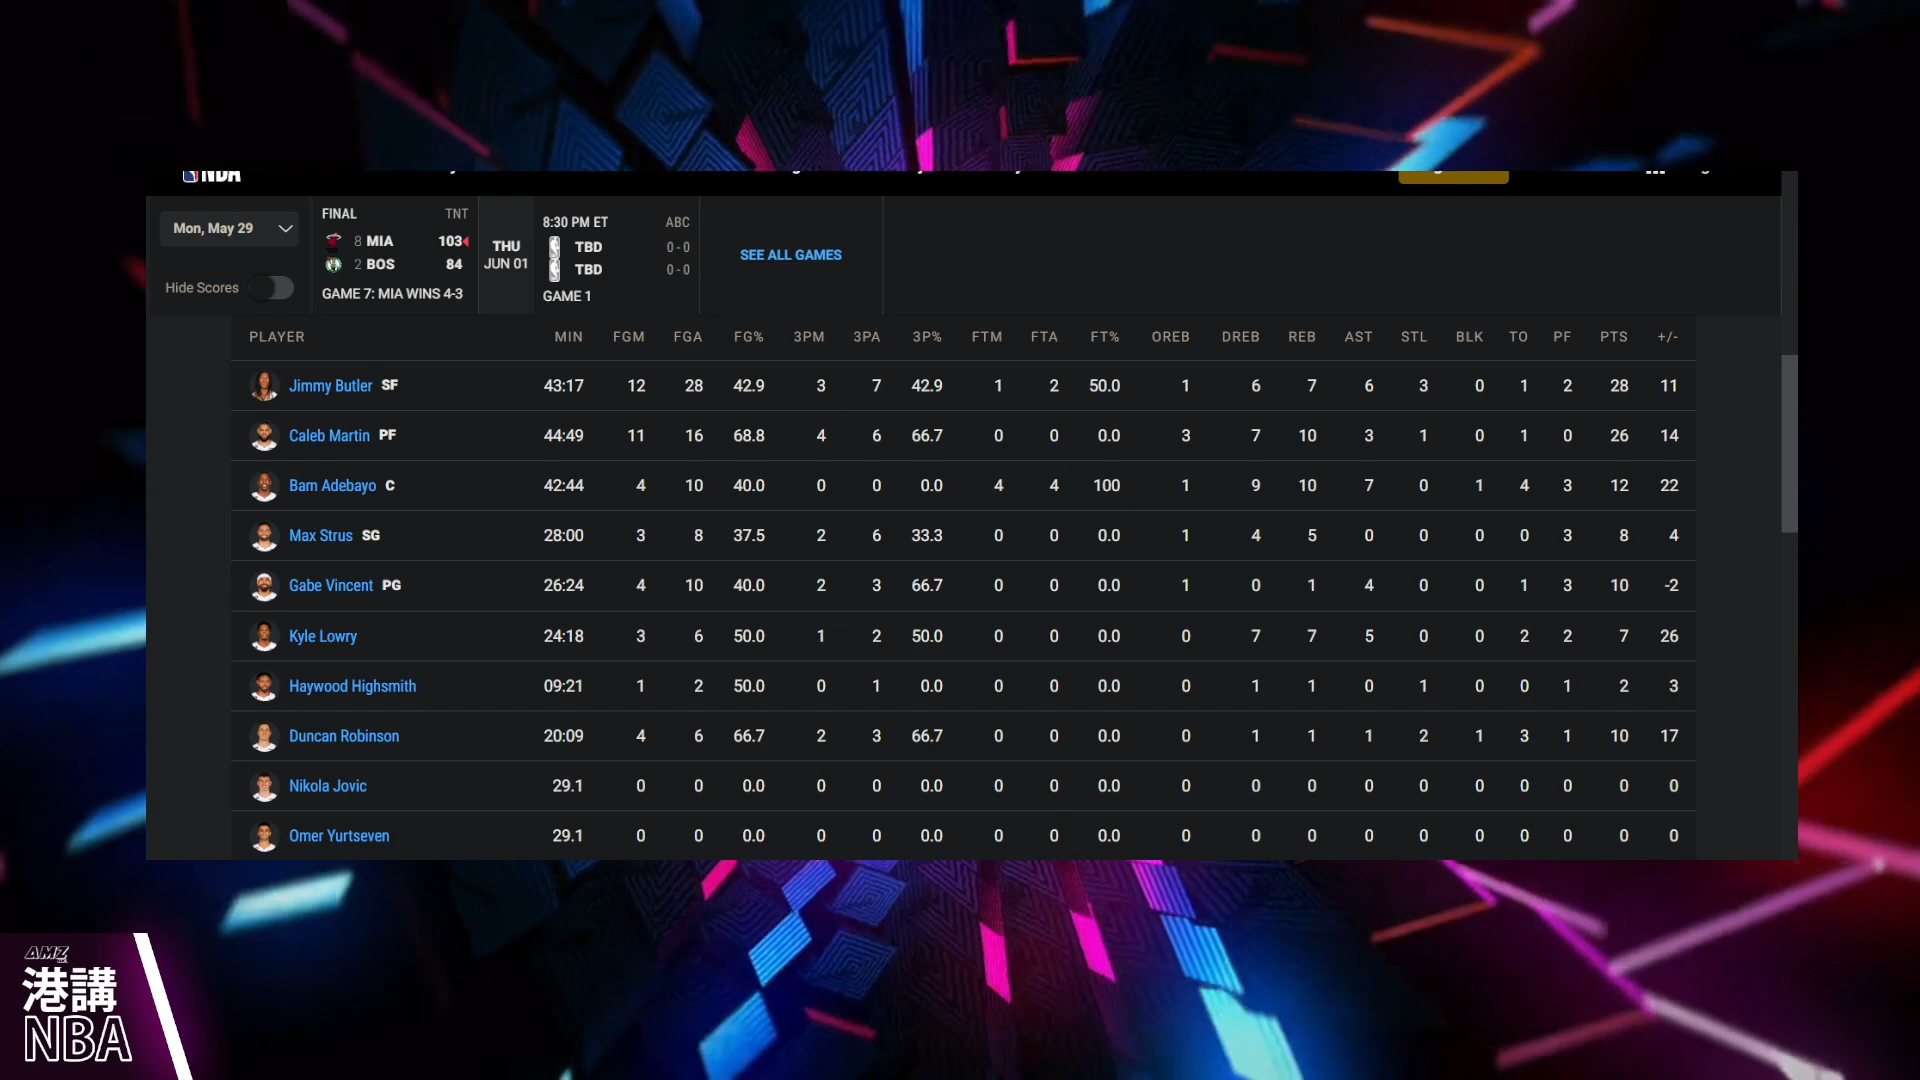 NBA
Mon, May 29
Hide Scores
FINAL TNT
8 MIA 103
2 BOS 84
GAME 7: MIA WINS 4-3
THU
JUN 01
8:30 PM ET ABC
TBD 0-0
TBD 0-0
GAME 1
SEE ALL GAMES
PLAYER MIN FGM FGA FG% 3PM 3PA 3P% FTM FTA FT% OREB DREB REB AST STL BLK TO PF PTS +/-
Jimmy Butler SF 43:17 12 28 42.9 3 7 42.9 1 2 50.0 1 6 7 6 3 0 1 2 28 11
Caleb Martin PF 44:49 11 16 68.8 4 6 66.7 0 0 0.0 3 7 10 3 1 0 1 0 26 14
Bam Adebayo C 42:44 4 10 40.0 0 0 0.0 4 4 100 1 9 10 7 0 1 4 3 12 22
Max Strus SG 28:00 3 8 37.5 2 6 33.3 0 0 0.0 1 4 5 0 0 0 0 3 8 4
Gabe Vincent PG 26:24 4 10 40.0 2 3 66.7 0 0 0.0 1 0 1 4 0 0 1 3 10 -2
Kyle Lowry 24:18 3 6 50.0 1 2 50.0 0 0 0.0 0 7 7 5 0 0 2 2 7 26
Haywood Highsmith 09:21 1 2 50.0 0 1 0.0 0 0 0.0 0 1 1 0 1 0 0 1 2 3
Duncan Robinson 20:09 4 6 66.7 2 3 66.7 0 0 0.0 0 1 1 1 2 1 3 1 10 17
Nikola Jovic 29.1 0 0 0.0 0 0 0.0 0 0 0.0 0 0 0 0 0 0 0 0 0 0
Omer Yurtseven 29.1 0 0 0.0 0 0 0.0 0 0 0.0 0 0 0 0 0 0 0 0 0 0
AMZ
港講
NBA